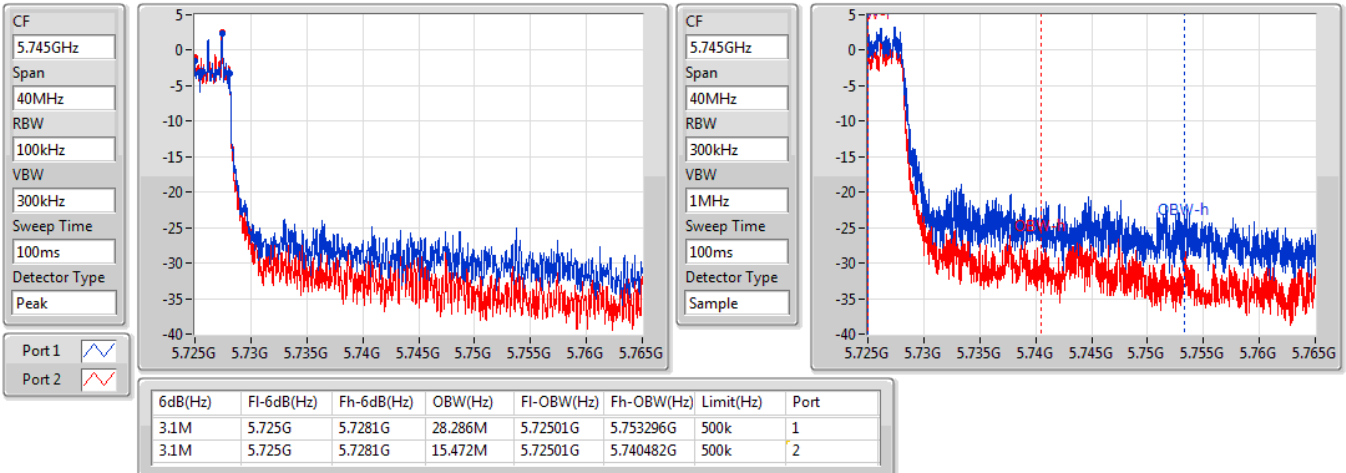 CF
5.745GHz
Span
40MHz
RBW
100kHz
VBW
300kHz
Sweep Time
100ms
Detector Type
Peak
Port 1
Port 2
5-
0-
-5-
-10-
-15-
-20-
-25-
-30-
-35-
-40-
5.725G 5.73G 5.735G 5.74G 5.745G 5.75G 5.755G 5.76G 5.765G
CF
5.745GHz
Span
40MHz
RBW
300kHz
VBW
1MHz
Sweep Time
100ms
Detector Type
Sample
5-
0-
-5-
-10-
-15-
-20-
-25-
-30-
-35-
-40-
OBW-h
OBW-h
5.725G 5.73G 5.735G 5.74G 5.745G 5.75G 5.755G 5.76G 5.765G
6dB(Hz) Fl-6dB(Hz) Fh-6dB(Hz) OBW(Hz) Fl-OBW(Hz) Fh-OBW(Hz) Limit(Hz) Port
3.1M 5.725G 5.7281G 28.286M 5.72501G 5.753296G 500k 1
3.1M 5.725G 5.7281G 15.472M 5.72501G 5.740482G 500k 2